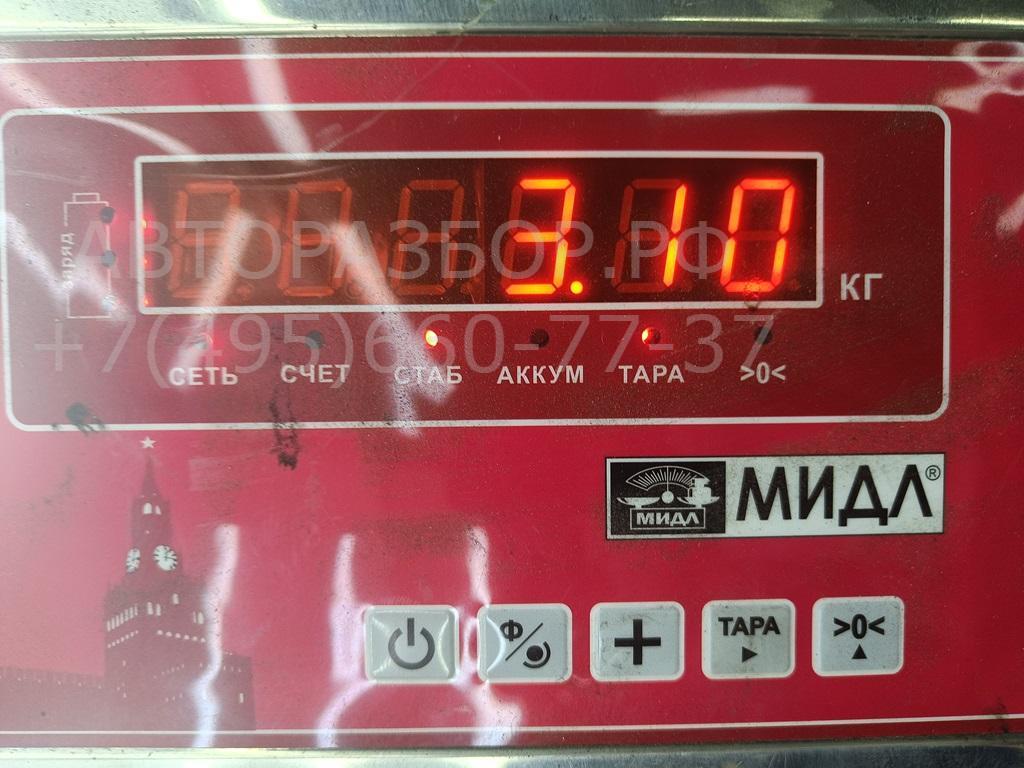 заряд
3.10
КГ
АВТОРАЗБОР.РФ
+7(495)660-77-37
СЕТЬ СЧЕТ СТАБ АККУМ ТАРА >0<
МИДЛ МИДЛ®
Ф ТАРА >0<